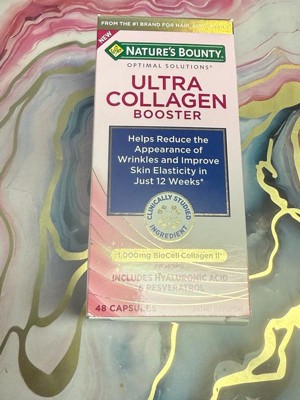 FROM THE #1 BRAND FOR HAIR,
NEW
NATURE'S BOUNTY
OPTIMAL SOLUTIONS®
ULTRA
COLLAGEN
BOOSTER
Helps Reduce the
Appearance of
Wrinkles and Improve
Skin Elasticity in
Just 12 Weeks*
CLINICALLY STUDIED
INGREDIENT
1,000mg BioCell Collagen II
INCLUDES HYALURONIC ACID
& RESVERATROL
48 CAPSULES